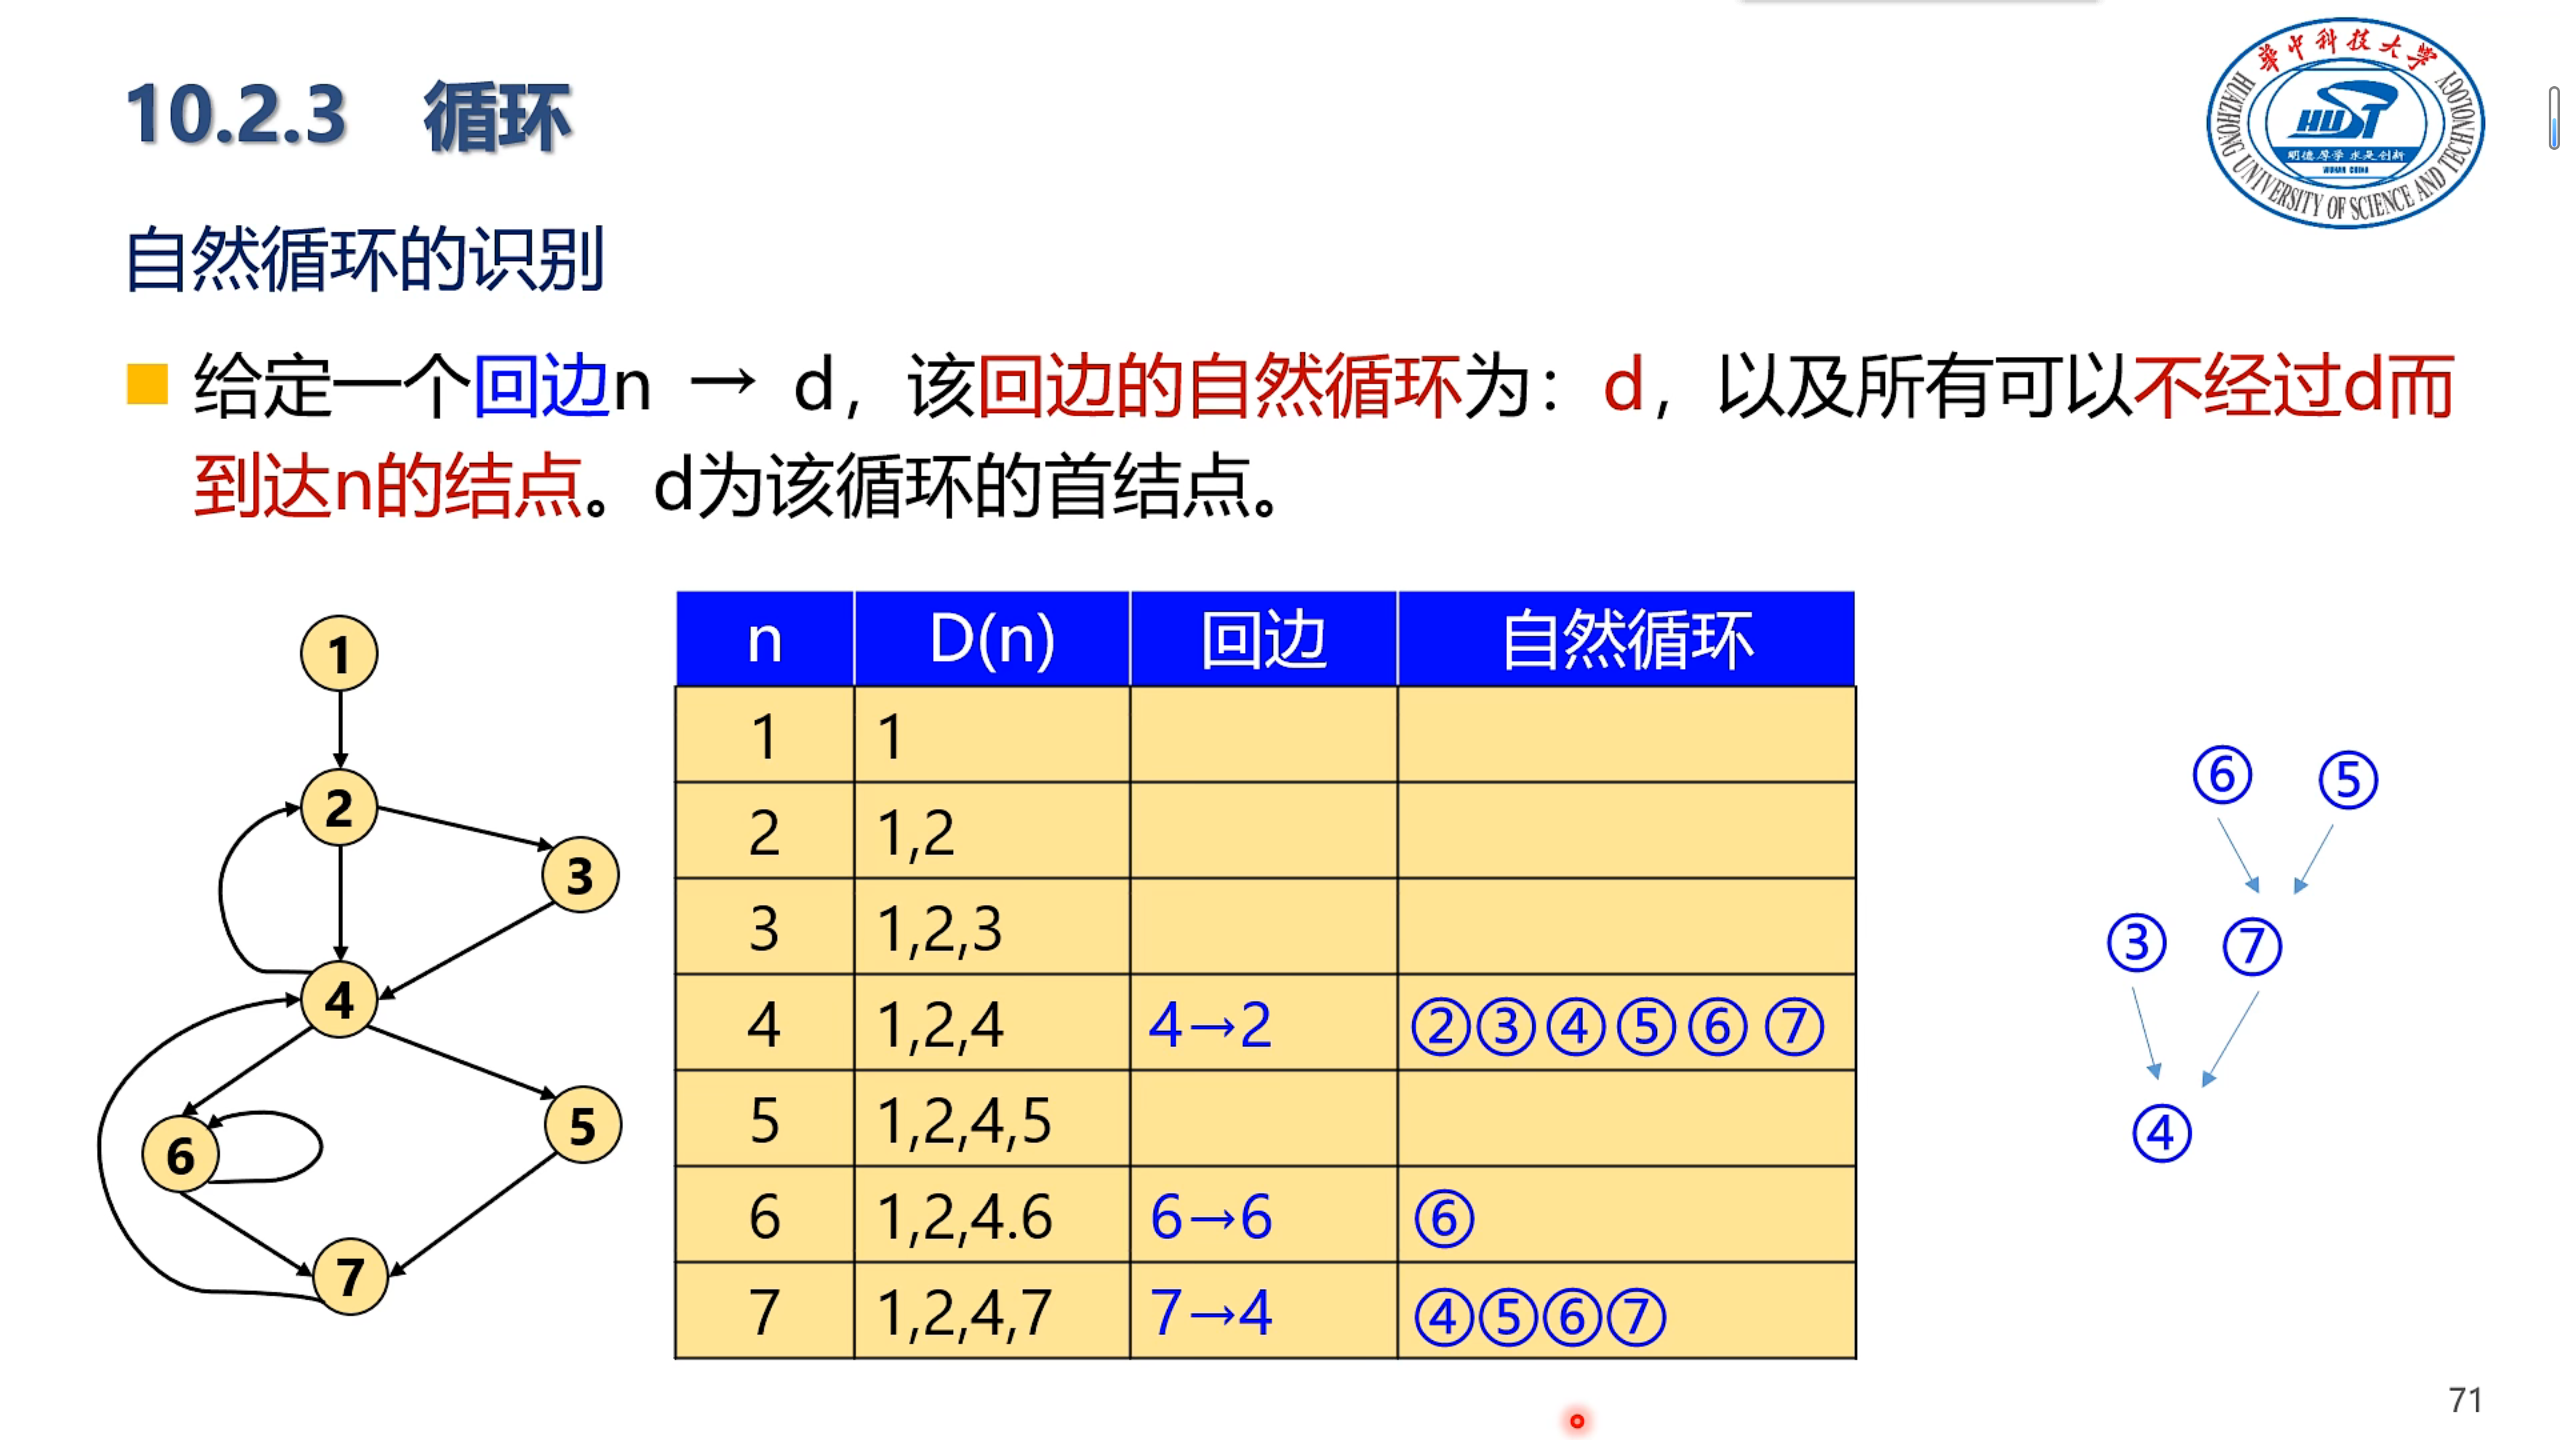 10.2.3 循环
華中科技大学
HUAZHONG UNIVERSITY OF SCIENCE AND TECHNOLOGY
HUST
明德厚学 求是创新
WUHAN CHINA
自然循环的识别
给定一个回边n → d，该回边的自然循环为：d，以及所有可以不经过d而
到达n的结点。d为该循环的首结点。
1
2
3
4
5
6
7
n D(n) 回边 自然循环
1 1
2 1,2
3 1,2,3
4 1,2,4 4→2 ②③④⑤⑥⑦
5 1,2,4,5
6 1,2,4.6 6→6 ⑥
7 1,2,4,7 7→4 ④⑤⑥⑦
⑥ ⑤
③ ⑦
④
71